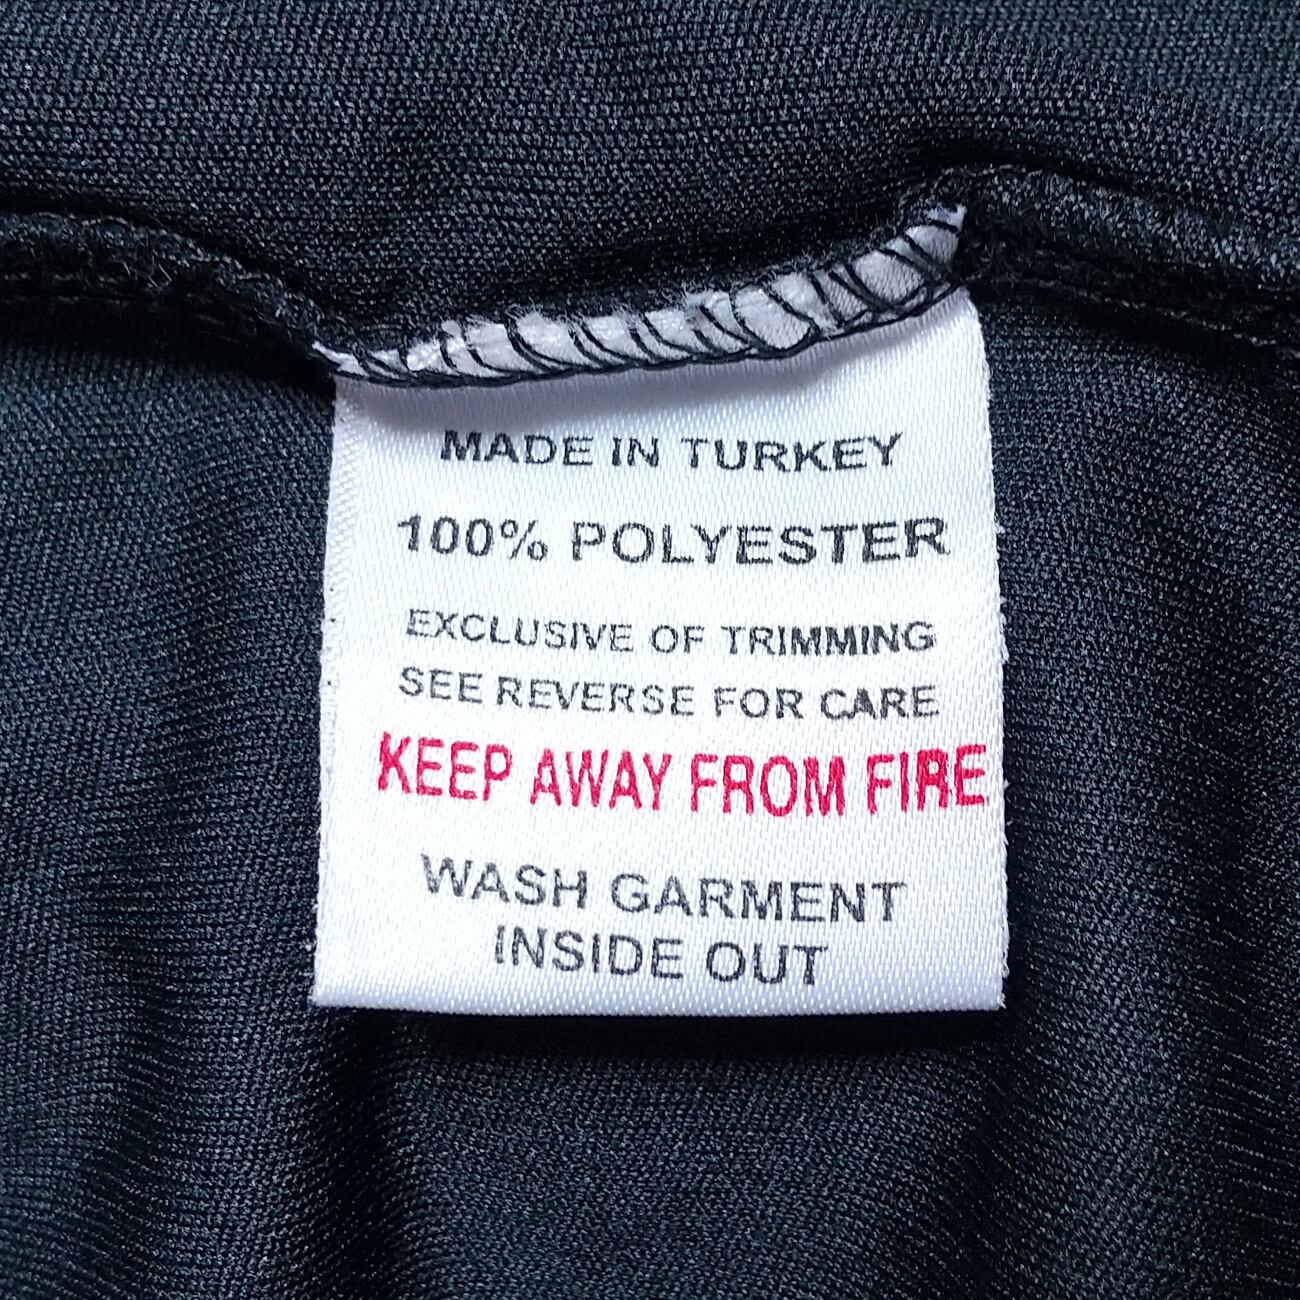 MADE IN TURKEY
100% POLYESTER
EXCLUSIVE OF TRIMMING
SEE REVERSE FOR CARE
KEEP AWAY FROM FIRE
WASH GARMENT
INSIDE OUT